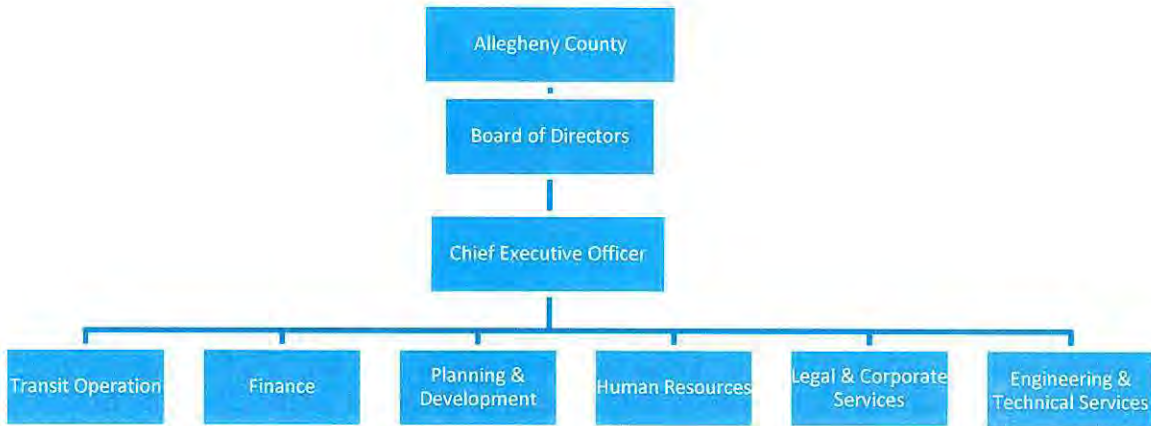 Allegheny County
Board of Directors
Chief Executive Officer
Transit Operation
Finance
Planning &
Development
Human Resources
Legal & Corporate
Services
Engineering &
Technical Services